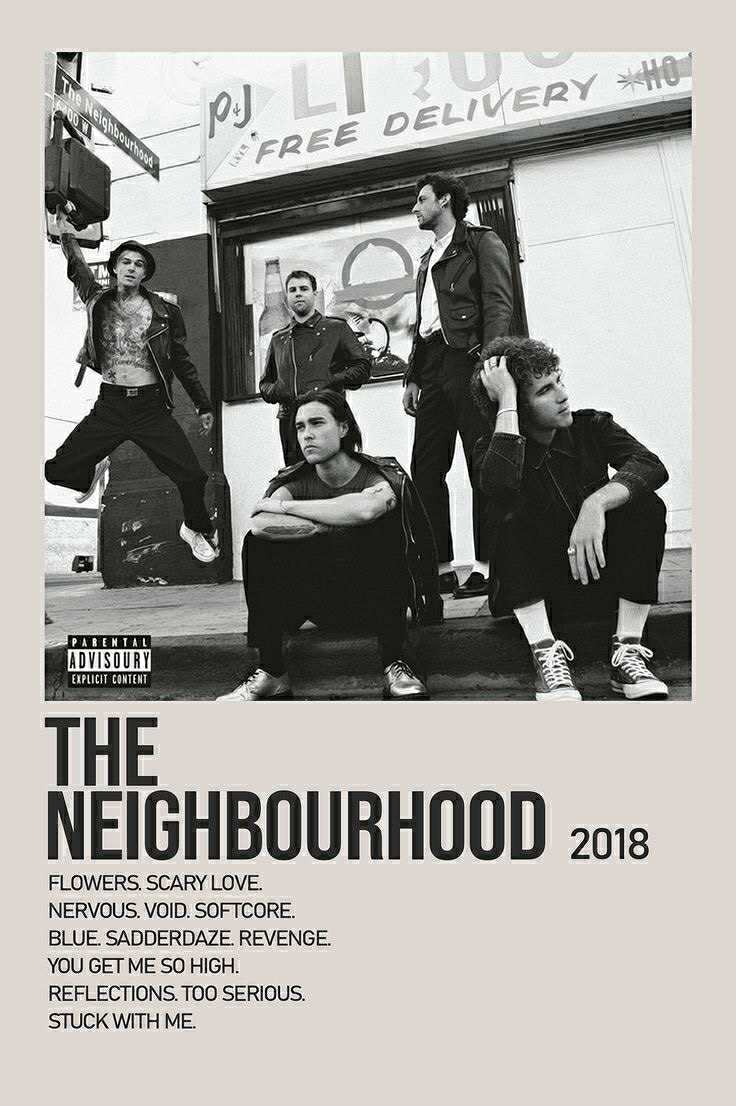 P&J
FREE DELIVERY
HO
The Neighbourhood
6400 W
PARENTAL
ADVISOURY
EXPLICIT CONTENT
THE
NEIGHBOURHOOD 2018
FLOWERS. SCARY LOVE.
NERVOUS. VOID. SOFTCORE.
BLUE. SADDERDAZE. REVENGE.
YOU GET ME SO HIGH.
REFLECTIONS. TOO SERIOUS.
STUCK WITH ME.